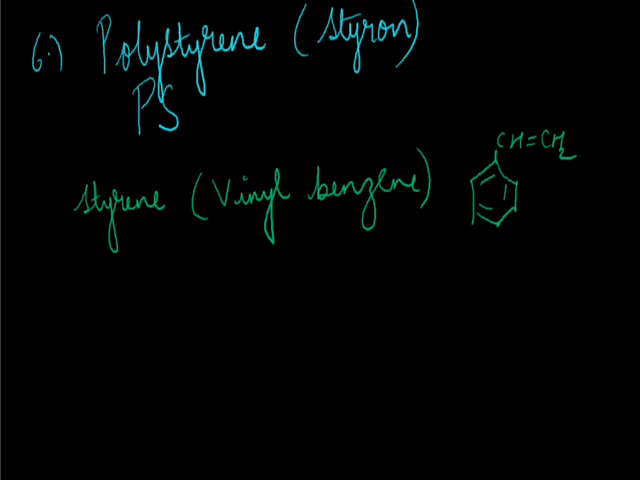 6.) Polystyrene (Styron)
PS
CH=CH2
Styrene (Vinyl benzene)